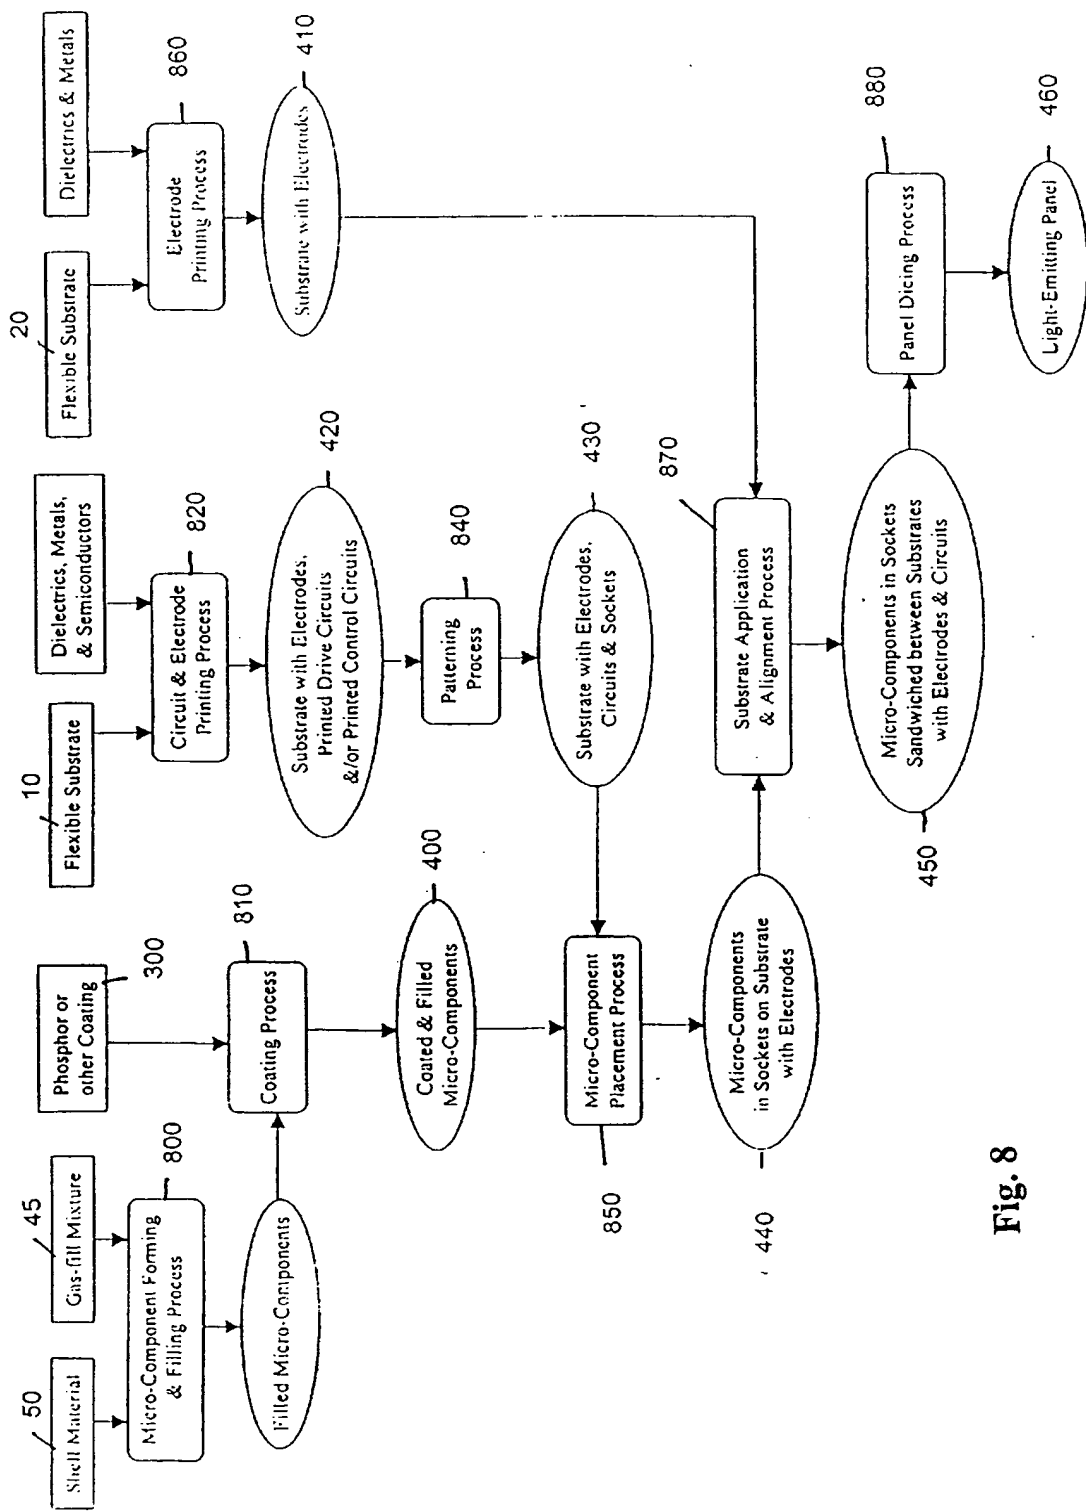 50
Shell Material
45
Gas-fill Mixture
Phosphor or
other Coating
300
10
Flexible Substrate
Dielectrics, Metals,
& Semiconductors
20
Flexible Substrate
Dielectrics & Metals
Micro-Component Forming
& Filling Process
800
Coating Process
810
Circuit & Electrode
Printing Process
820
Electrode
Printing Process
860
Filled Micro-Components
Coated & Filled
Micro-Components
400
Substrate with Electrodes,
Printed Drive Circuits
&/or Printed Control Circuits
420
Substrate with Electrodes
410
Patterning
Process
840
Micro-Component
Placement Process
850
Substrate with Electrodes,
Circuits & Sockets
430
Micro-Components
in Sockets on Substrate
with Electrodes
440
Substrate Application
& Alignment Process
870
Micro-Components in Sockets
Sandwiched between Substrates
with Electrodes & Circuits
450
Panel Dicing Process
880
Light-Emitting Panel
460
Fig. 8